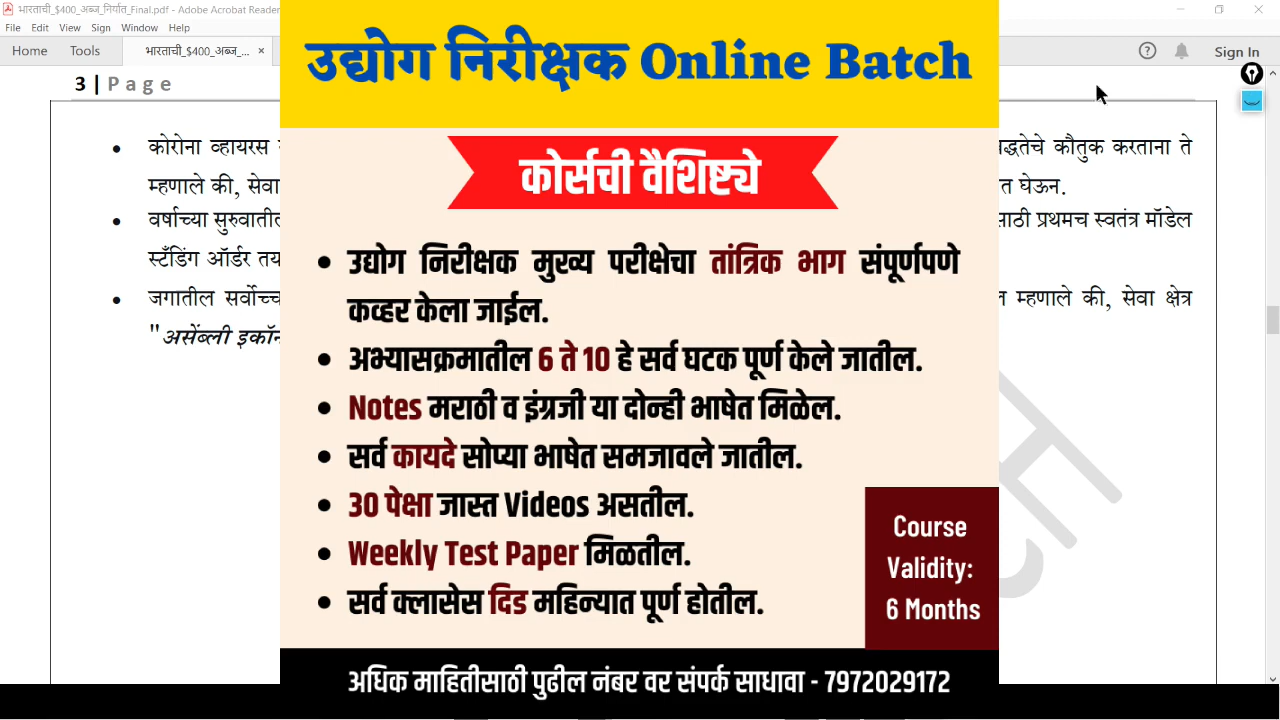 भारताची_$400_अब्ज_निर्यात_Final.pdf - Adobe Acrobat Reader
File Edit View Sign Window Help
Home Tools भारताची_$400_अब्ज_... × Sign In
3 | Page
कोरोना व्हायरस
द्धतेचे कौतुक करताना ते
म्हणाले की, सेवा
त घेऊन.
वर्षाच्या सुरुवातील
साठी प्रथमच स्वतंत्र मॉडेल
स्टँडिंग ऑर्डर तय
जगातील सर्वोच्च
म्हणाले की, सेवा क्षेत्र
"असेंब्ली इकॉन
उद्योग निरीक्षक Online Batch
कोर्सची वैशिष्ट्ये
• उद्योग निरीक्षक मुख्य परीक्षेचा तांत्रिक भाग संपूर्णपणे
कव्हर केला जाईल.
• अभ्यासक्रमातील 6 ते 10 हे सर्व घटक पूर्ण केले जातील.
• Notes मराठी व इंग्रजी या दोन्ही भाषेत मिळेल.
• सर्व कायदे सोप्या भाषेत समजावले जातील.
• 30 पेक्षा जास्त Videos असतील.
• Weekly Test Paper मिळतील.
• सर्व क्लासेस दिड महिन्यात पूर्ण होतील.
Course
Validity:
6 Months
अधिक माहितीसाठी पुढील नंबर वर संपर्क साधावा - 7972029172